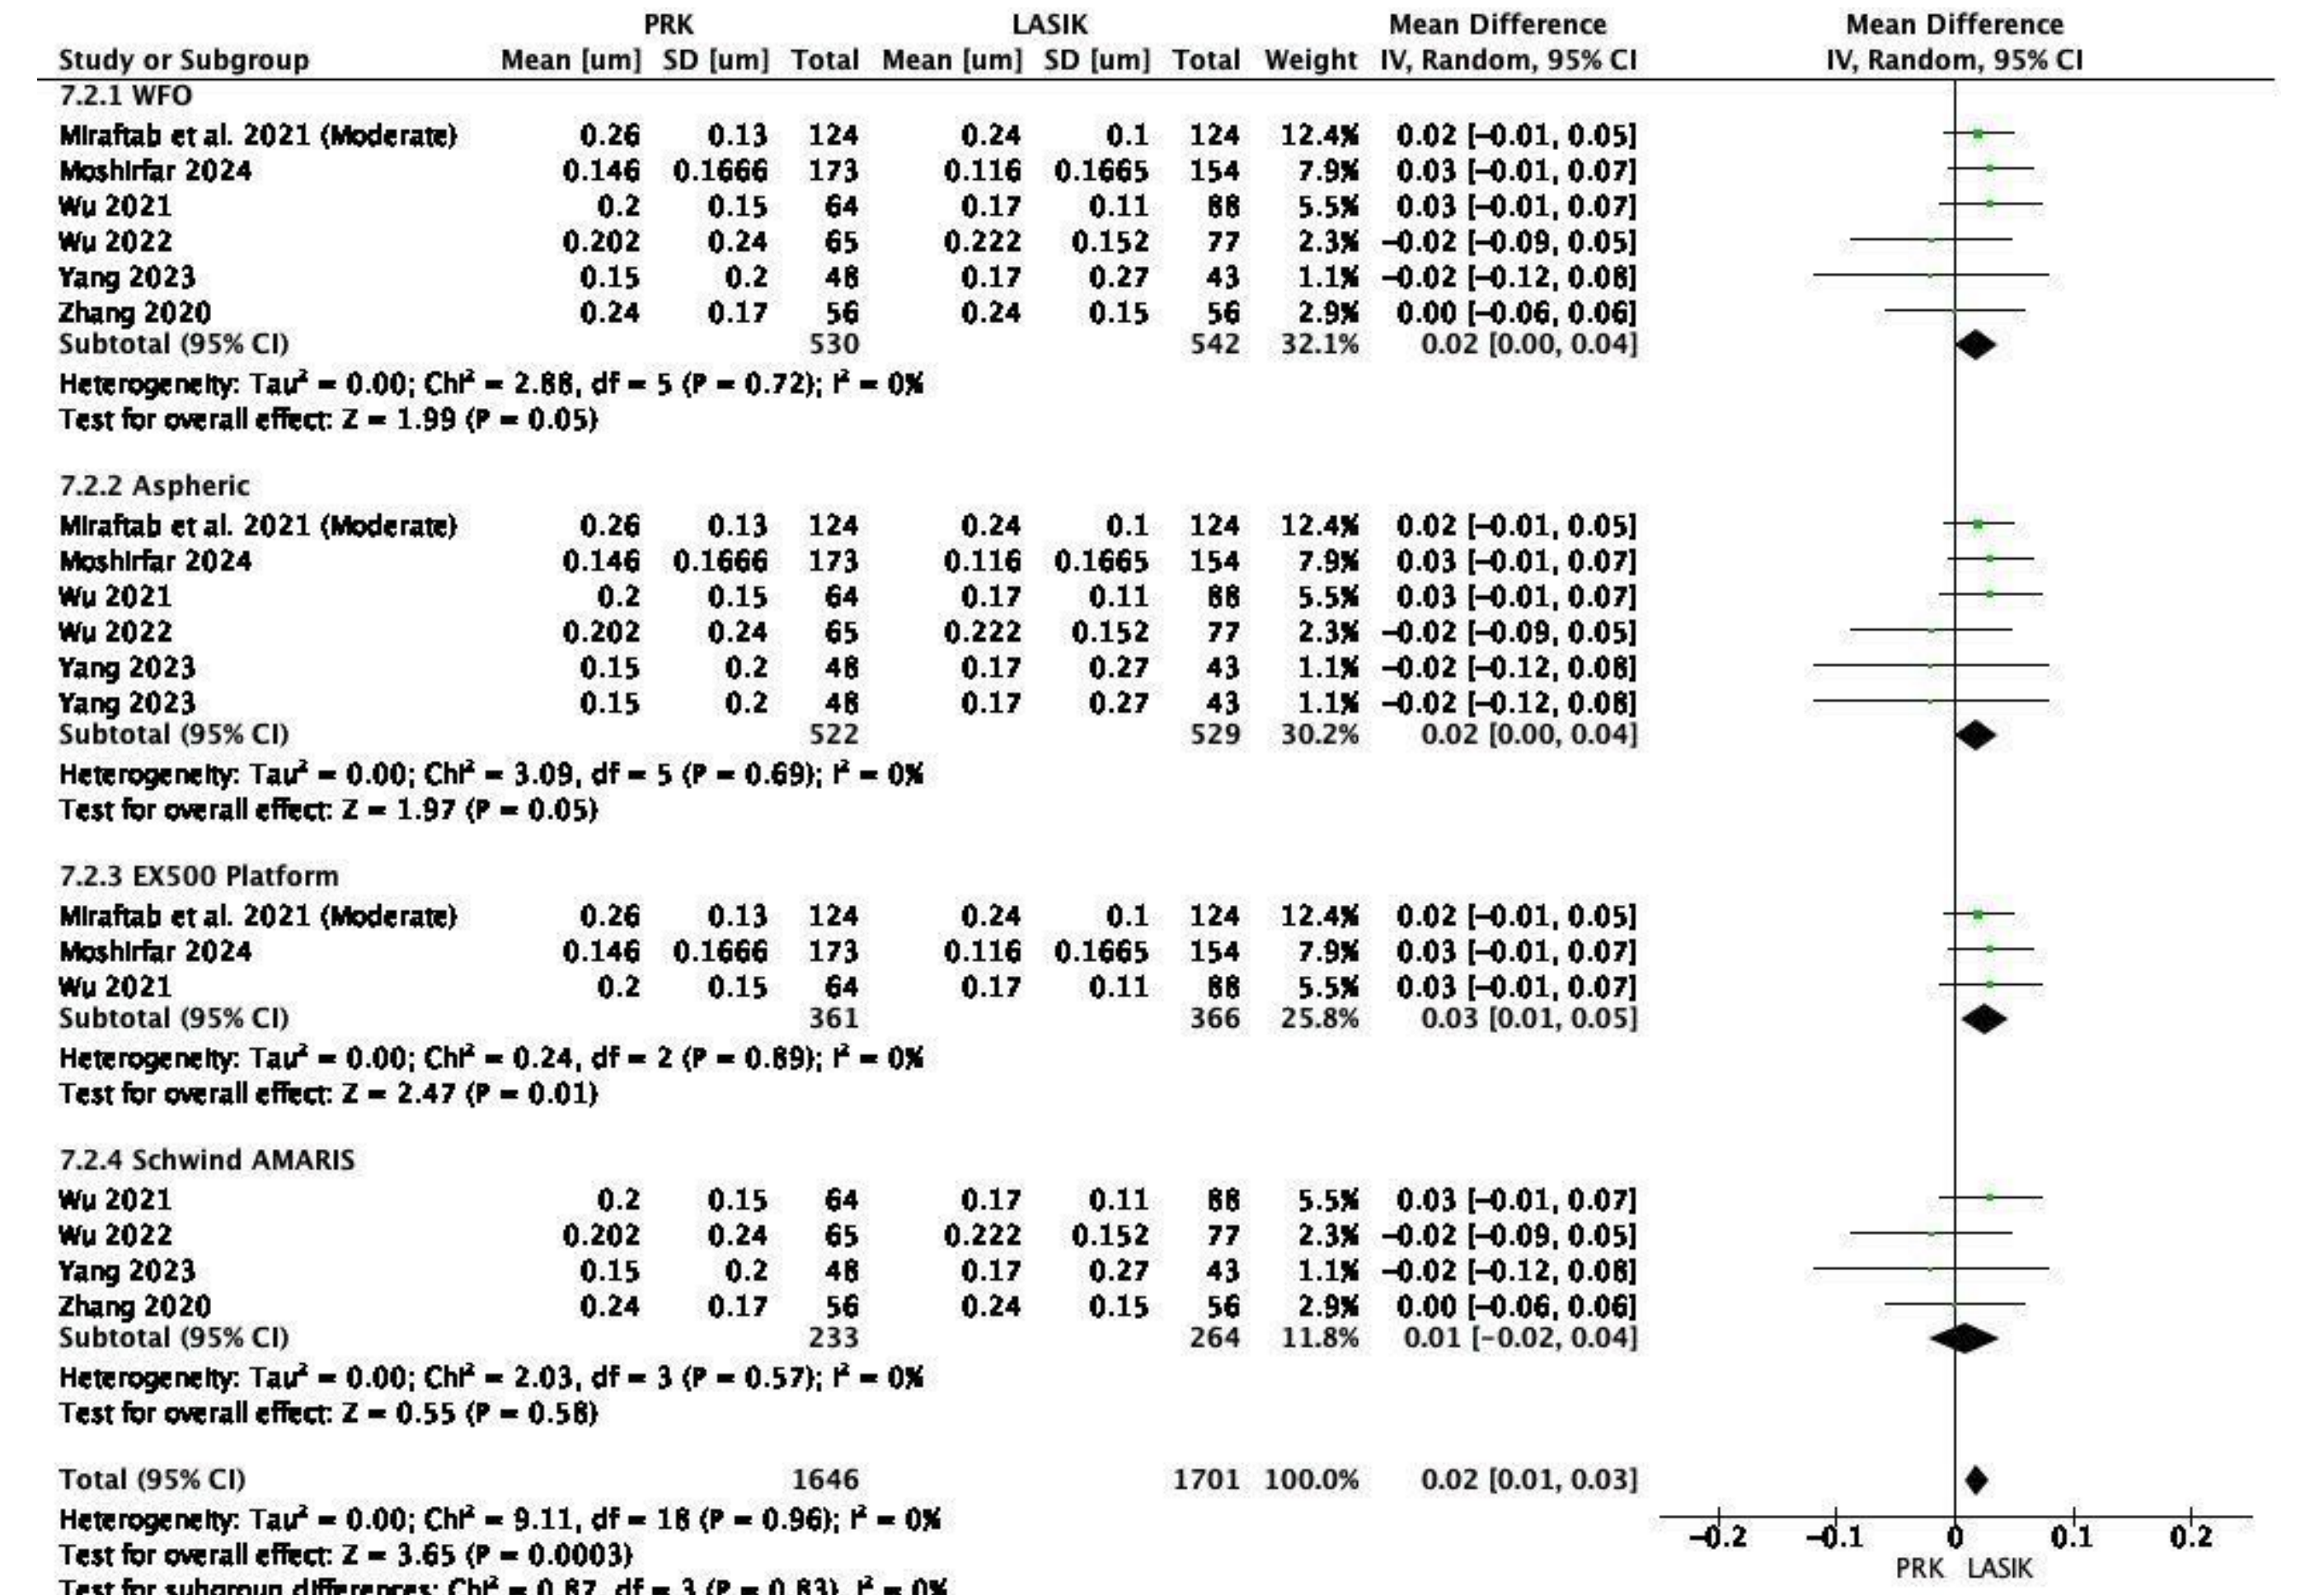 PRK LASIK Mean Difference Mean Difference
Study or Subgroup Mean [um] SD [um] Total Mean [um] SD [um] Total Weight IV, Random, 95% CI IV, Random, 95% CI
7.2.1 WFO
Miraftab et al. 2021 (Moderate) 0.26 0.13 124 0.24 0.1 124 12.4% 0.02 [−0.01, 0.05]
Moshirfar 2024 0.146 0.1666 173 0.116 0.1665 154 7.9% 0.03 [−0.01, 0.07]
Wu 2021 0.2 0.15 64 0.17 0.11 88 5.5% 0.03 [−0.01, 0.07]
Wu 2022 0.202 0.24 65 0.222 0.152 77 2.3% −0.02 [−0.09, 0.05]
Yang 2023 0.15 0.2 48 0.17 0.27 43 1.1% −0.02 [−0.12, 0.08]
Zhang 2020 0.24 0.17 56 0.24 0.15 56 2.9% 0.00 [−0.06, 0.06]
Subtotal (95% CI) 530 542 32.1% 0.02 [0.00, 0.04]
Heterogeneity: Tau² = 0.00; Chi² = 2.88, df = 5 (P = 0.72); I² = 0%
Test for overall effect: Z = 1.99 (P = 0.05)
7.2.2 Aspheric
Miraftab et al. 2021 (Moderate) 0.26 0.13 124 0.24 0.1 124 12.4% 0.02 [−0.01, 0.05]
Moshirfar 2024 0.146 0.1666 173 0.116 0.1665 154 7.9% 0.03 [−0.01, 0.07]
Wu 2021 0.2 0.15 64 0.17 0.11 88 5.5% 0.03 [−0.01, 0.07]
Wu 2022 0.202 0.24 65 0.222 0.152 77 2.3% −0.02 [−0.09, 0.05]
Yang 2023 0.15 0.2 48 0.17 0.27 43 1.1% −0.02 [−0.12, 0.08]
Yang 2023 0.15 0.2 48 0.17 0.27 43 1.1% −0.02 [−0.12, 0.08]
Subtotal (95% CI) 522 529 30.2% 0.02 [0.00, 0.04]
Heterogeneity: Tau² = 0.00; Chi² = 3.09, df = 5 (P = 0.69); I² = 0%
Test for overall effect: Z = 1.97 (P = 0.05)
7.2.3 EX500 Platform
Miraftab et al. 2021 (Moderate) 0.26 0.13 124 0.24 0.1 124 12.4% 0.02 [−0.01, 0.05]
Moshirfar 2024 0.146 0.1666 173 0.116 0.1665 154 7.9% 0.03 [−0.01, 0.07]
Wu 2021 0.2 0.15 64 0.17 0.11 88 5.5% 0.03 [−0.01, 0.07]
Subtotal (95% CI) 361 366 25.8% 0.03 [0.01, 0.05]
Heterogeneity: Tau² = 0.00; Chi² = 0.24, df = 2 (P = 0.89); I² = 0%
Test for overall effect: Z = 2.47 (P = 0.01)
7.2.4 Schwind AMARIS
Wu 2021 0.2 0.15 64 0.17 0.11 88 5.5% 0.03 [−0.01, 0.07]
Wu 2022 0.202 0.24 65 0.222 0.152 77 2.3% −0.02 [−0.09, 0.05]
Yang 2023 0.15 0.2 48 0.17 0.27 43 1.1% −0.02 [−0.12, 0.08]
Zhang 2020 0.24 0.17 56 0.24 0.15 56 2.9% 0.00 [−0.06, 0.06]
Subtotal (95% CI) 233 264 11.8% 0.01 [−0.02, 0.04]
Heterogeneity: Tau² = 0.00; Chi² = 2.03, df = 3 (P = 0.57); I² = 0%
Test for overall effect: Z = 0.55 (P = 0.58)
Total (95% CI) 1646 1701 100.0% 0.02 [0.01, 0.03]
Heterogeneity: Tau² = 0.00; Chi² = 9.11, df = 18 (P = 0.96); I² = 0%
−0.2 −0.1 0 0.1 0.2
Test for overall effect: Z = 3.65 (P = 0.0003)
PRK LASIK
Test for subgroup differences: Chi² = 0.87, df = 3 (P = 0.83), I² = 0%